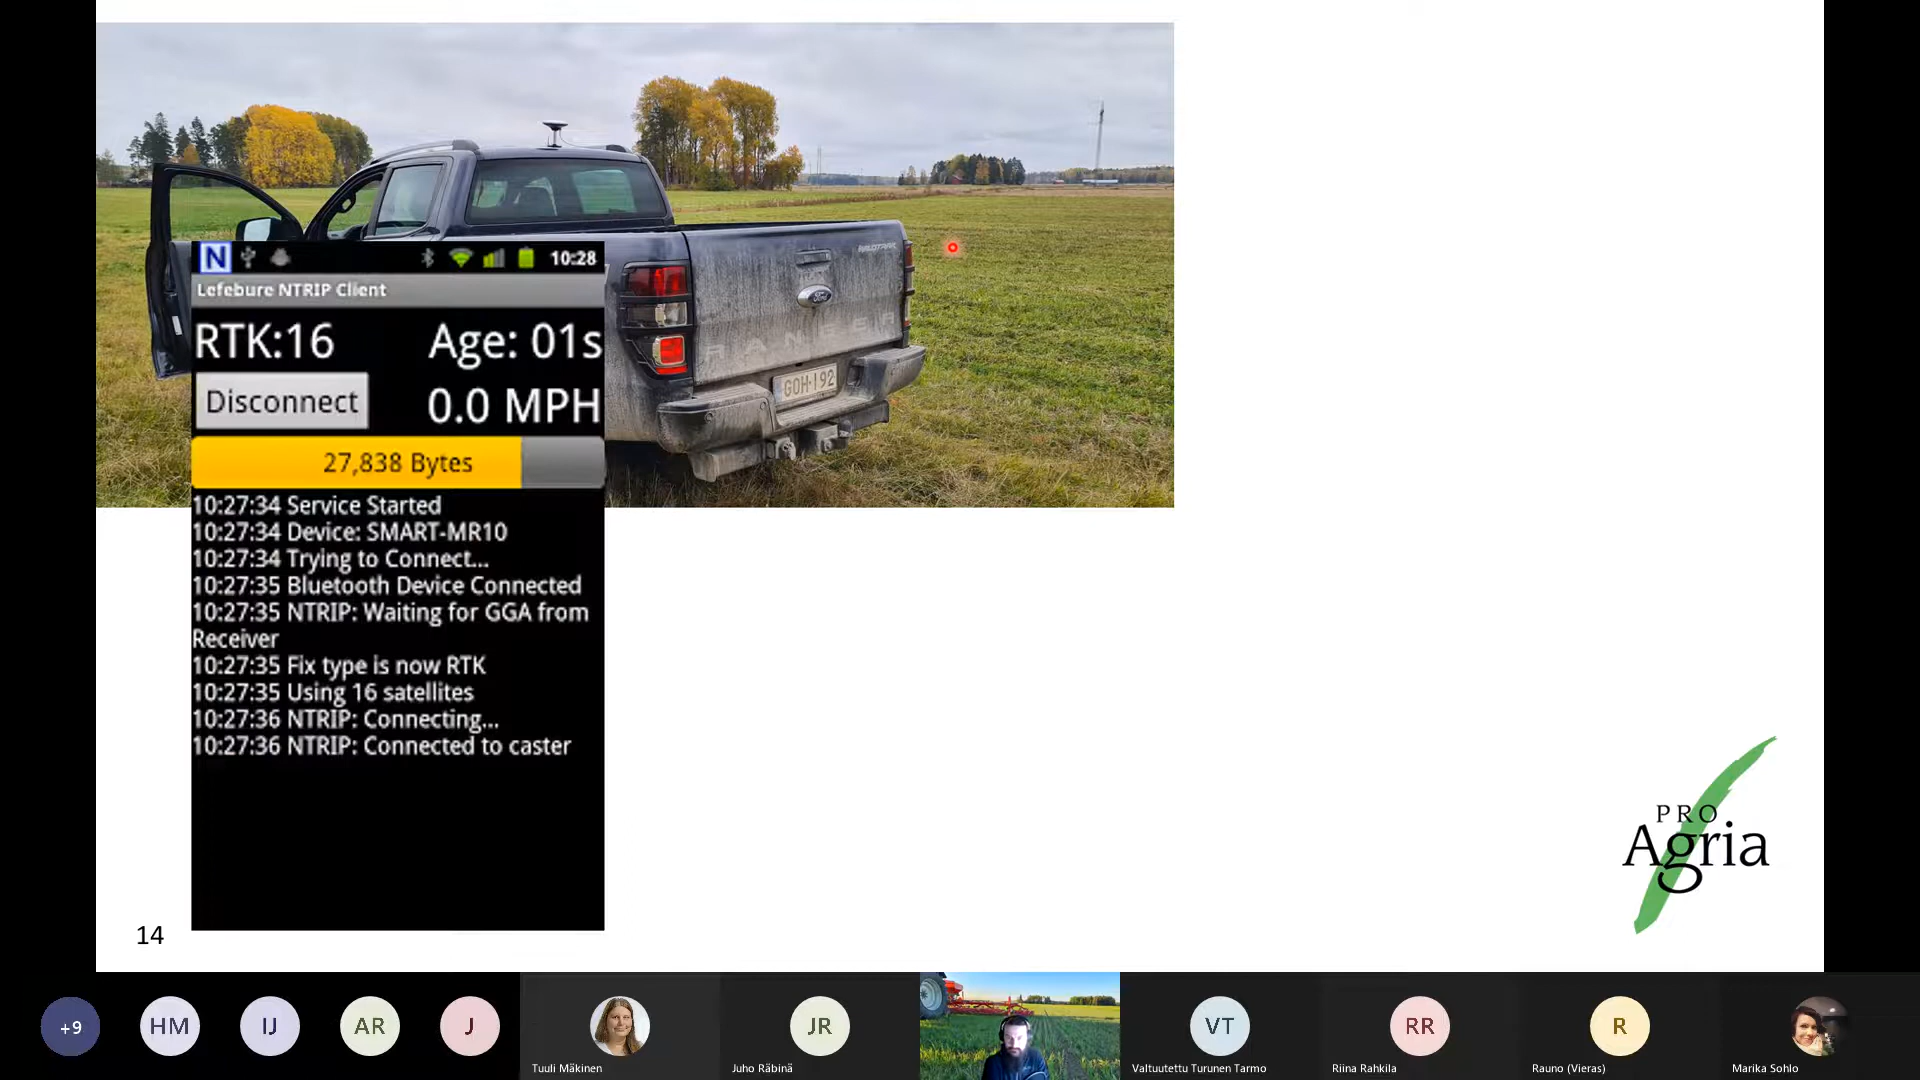 WILDTRAK
Ford
RANGER
GOH-192
N
10:28
Lefebure NTRIP Client
RTK:16
Age: 01s
Disconnect
0.0 MPH
27,838 Bytes
10:27:34 Service Started
10:27:34 Device: SMART-MR10
10:27:34 Trying to Connect...
10:27:35 Bluetooth Device Connected
10:27:35 NTRIP: Waiting for GGA from
Receiver
10:27:35 Fix type is now RTK
10:27:35 Using 16 satellites
10:27:36 NTRIP: Connecting...
10:27:36 NTRIP: Connected to caster
PRO
Agria
14
+9
HM
IJ
AR
J
Tuuli Mäkinen
JR
Juho Räbinä
VT
Valtuutettu Turunen Tarmo
RR
Riina Rahkila
R
Rauno (Vieras)
Marika Sohlo